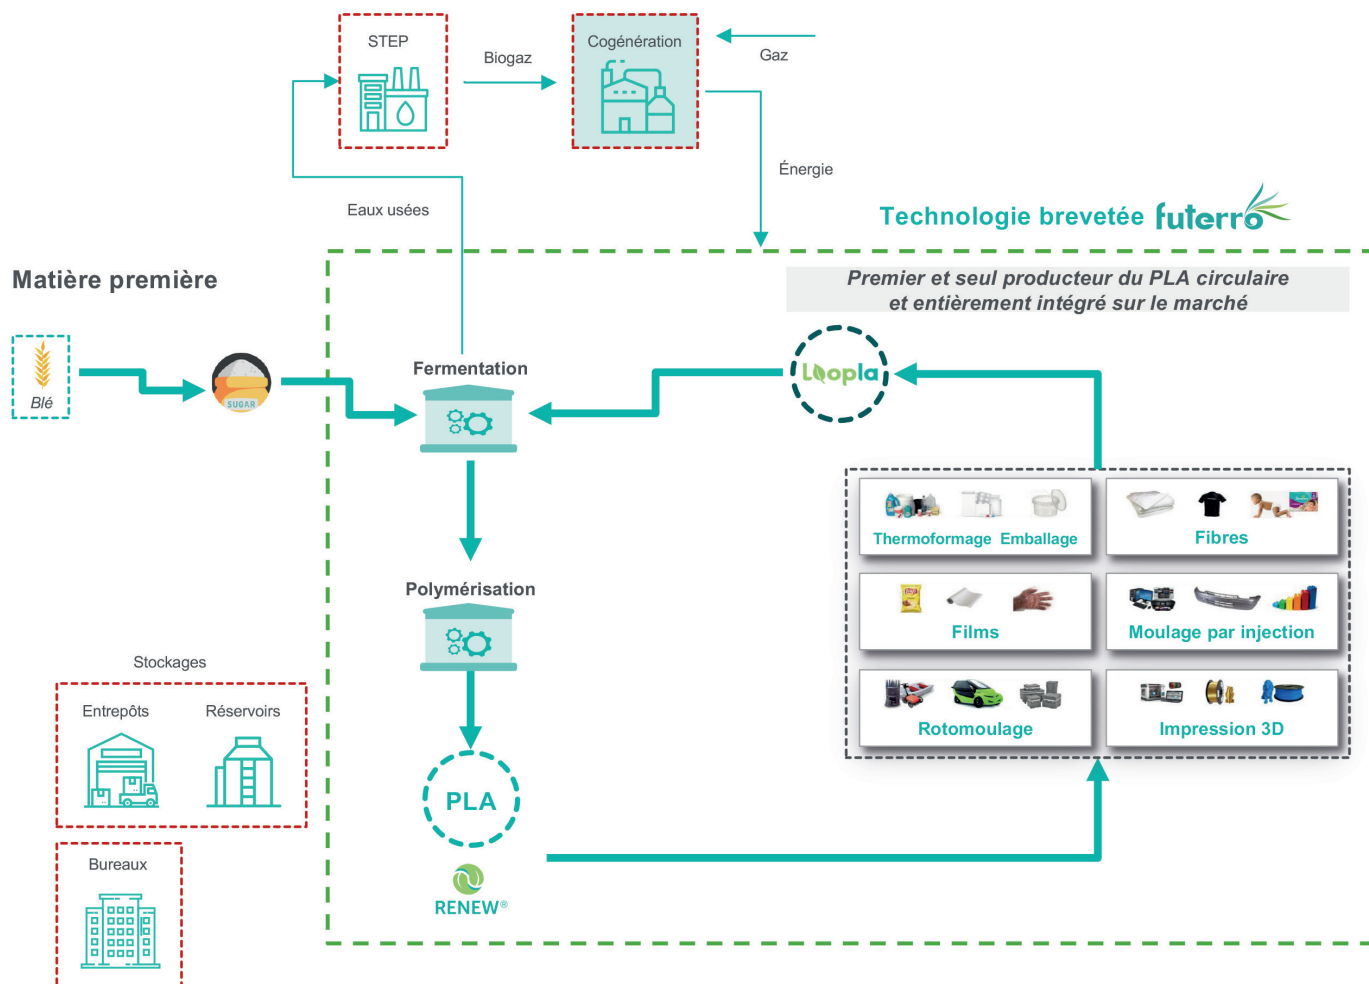 STEP
Biogaz
Cogénération
Gaz
Énergie
Eaux usées
Technologie brevetée futerro
Matière première
Premier et seul producteur du PLA circulaire
et entièrement intégré sur le marché
Blé
SUGAR
Fermentation
Loopla
Thermoformage Emballage
Fibres
Polymérisation
Films
Moulage par injection
Stockages
Entrepôts
Réservoirs
Rotomoulage
Impression 3D
PLA
RENEW®
Bureaux